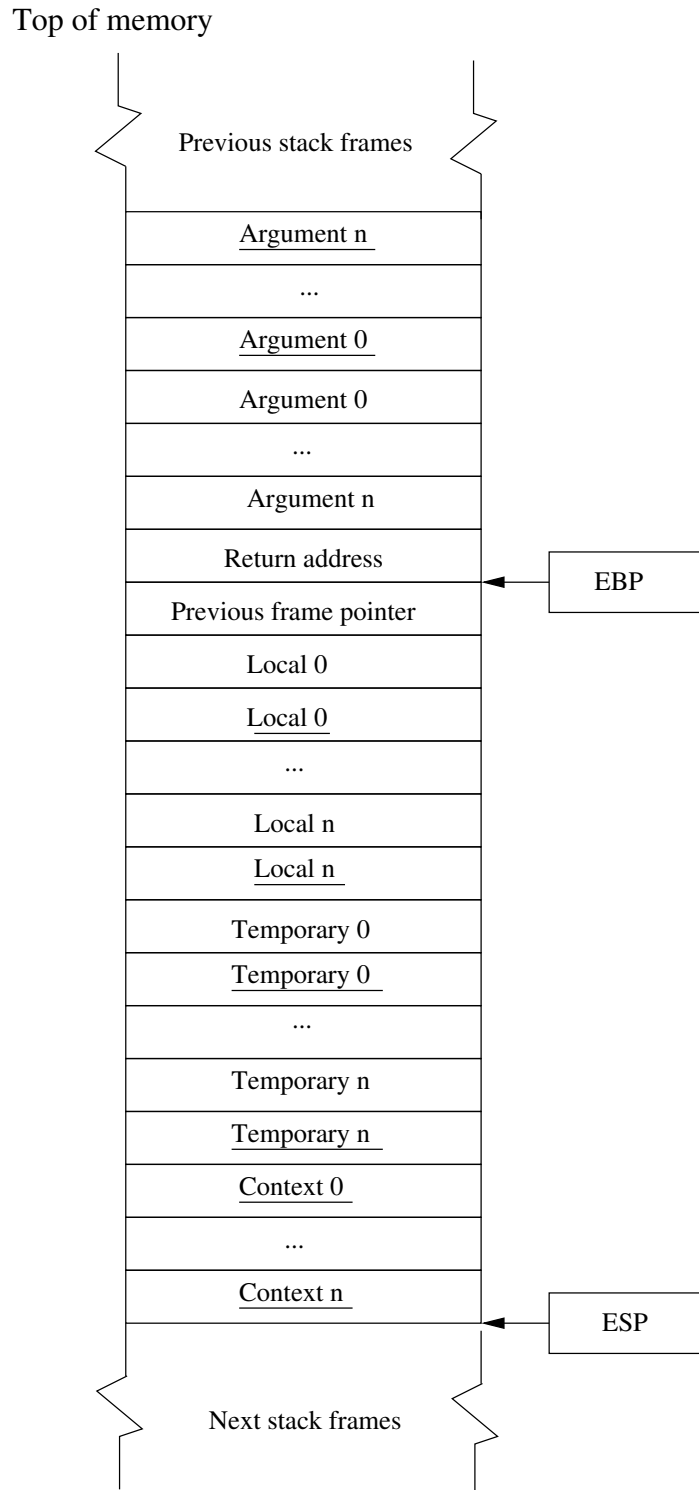 Top of memory
Previous stack frames
Argument n
...
Argument 0
Argument 0
...
Argument n
Return address
EBP
Previous frame pointer
Local 0
Local 0
...
Local n
Local n
Temporary 0
Temporary 0
...
Temporary n
Temporary n
Context 0
...
Context n
ESP
Next stack frames